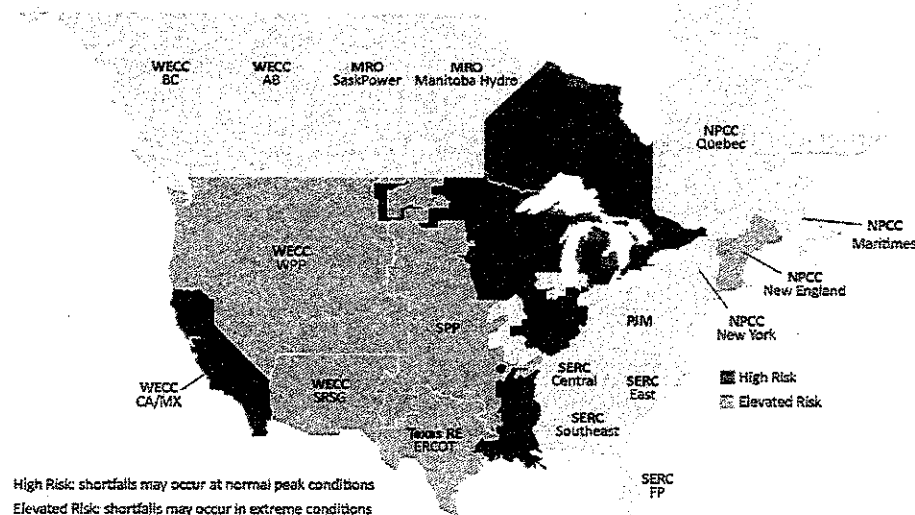 WECC
BC
WECC
AB
MRO
SaskPower
MRO
Manitoba Hydro
NPCC
Quebec
NPCC
Maritimes
WECC
WPP
NPCC
New England
SPP
PJM
NPCC
New York
WECC
CA/MX
WECC
SRSG
SERC
Central
SERC
East
High Risk
Elevated Risk
SERC
Southeast
Texas RE
ERCOT
SERC
FP
High Risk: shortfalls may occur at normal peak conditions
Elevated Risk: shortfalls may occur in extreme conditions